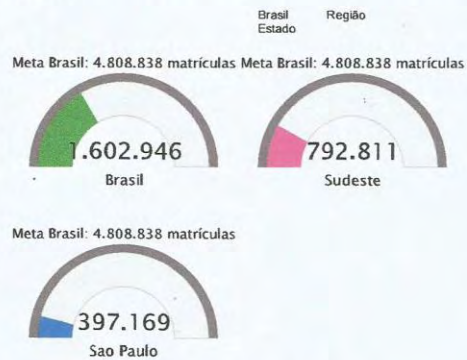 Brasil Região
Estado
Meta Brasil: 4.808.838 matrículas Meta Brasil: 4.808.838 matrículas
1.602.946 792.811
Brasil Sudeste
Meta Brasil: 4.808.838 matrículas
397.169
Sao Paulo